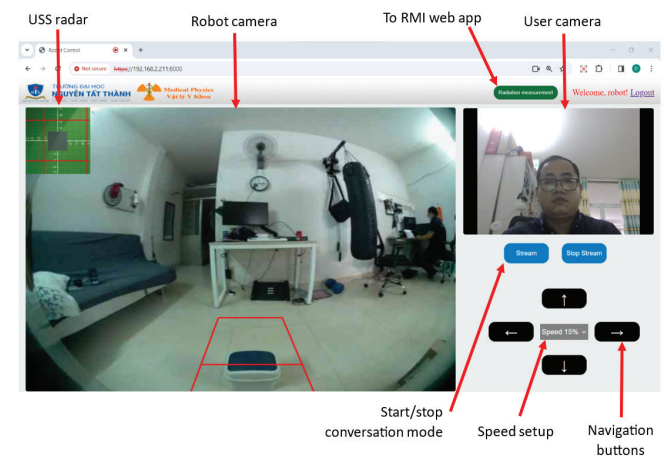 USS radar
Robot camera
To RMI web app
User camera
Robot Control
Not secure https://192.168.2.211:6000
TRƯỜNG ĐẠI HỌC
NGUYỄN TẤT THÀNH
Medical Physics
Vật lý Y Khoa
Radiation measurement
Welcome, robot! Logout
Stream
Stop Stream
↑
←
Speed 15%
→
↓
Start/stop
conversation mode
Speed setup
Navigation
buttons